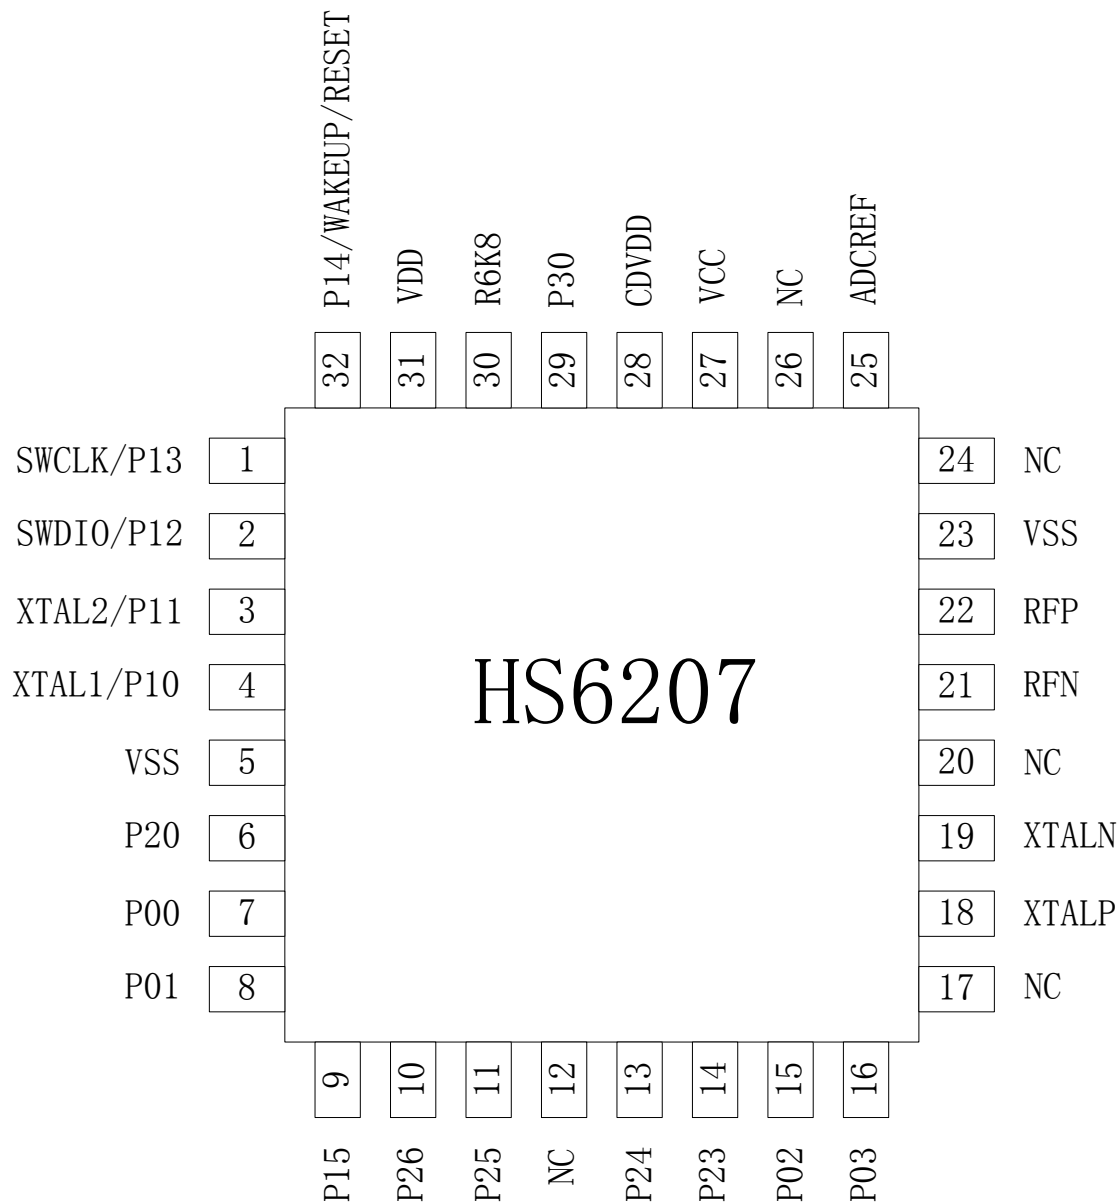 P14/WAKEUP/RESET
VDD
R6K8
P30
CDVDD
VCC
NC
ADCREF
32
31
30
29
28
27
26
25
SWCLK/P13 1
SWDIO/P12 2
XTAL2/P11 3
XTAL1/P10 4
VSS 5
P20 6
P00 7
P01 8
HS6207
24 NC
23 VSS
22 RFP
21 RFN
20 NC
19 XTALN
18 XTALP
17 NC
9
10
11
12
13
14
15
16
P15
P26
P25
NC
P24
P23
P02
P03